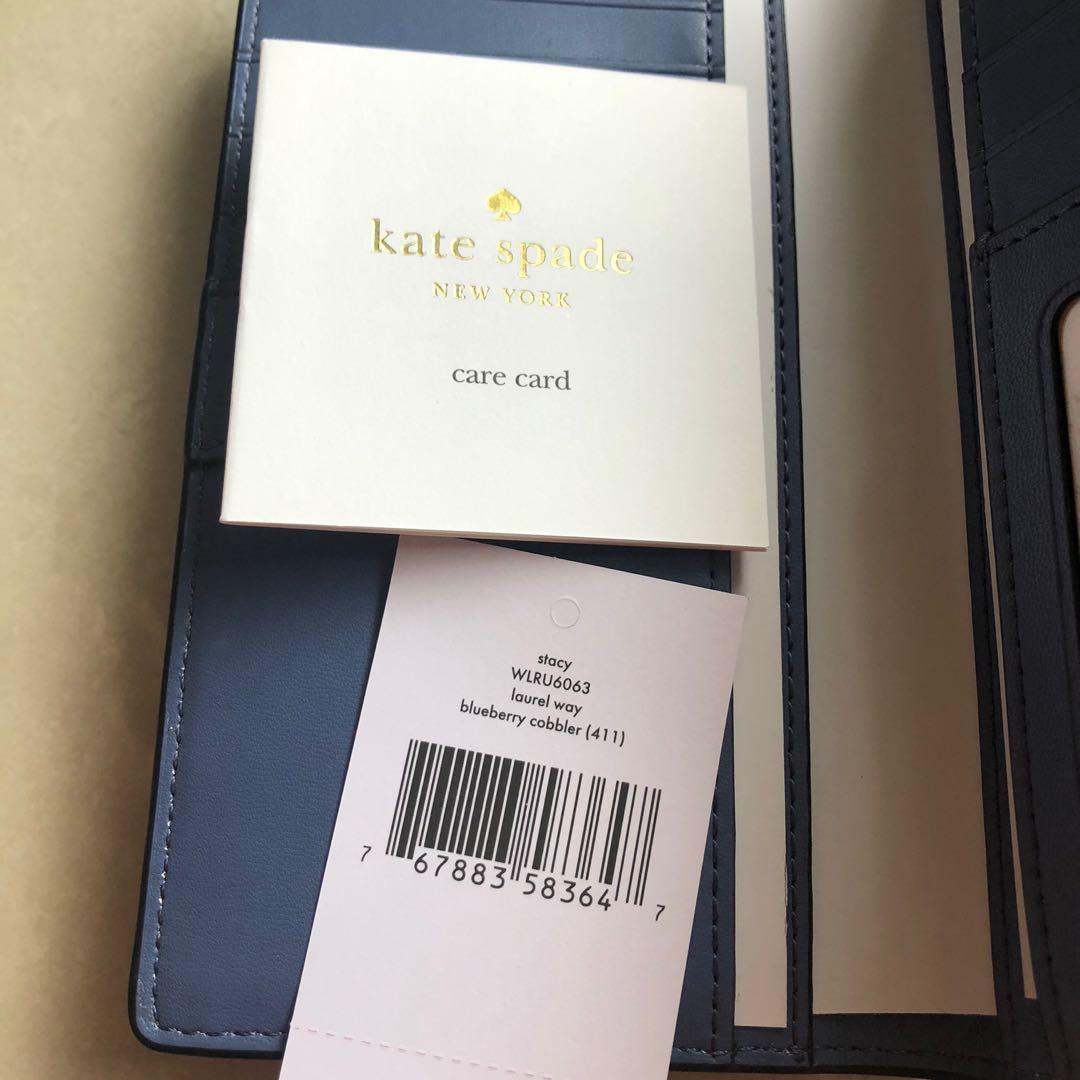 kate spade
NEW YORK
care card
stacy
WLRU6063
laurel way
blueberry cobbler (411)
7 67883 58364 7